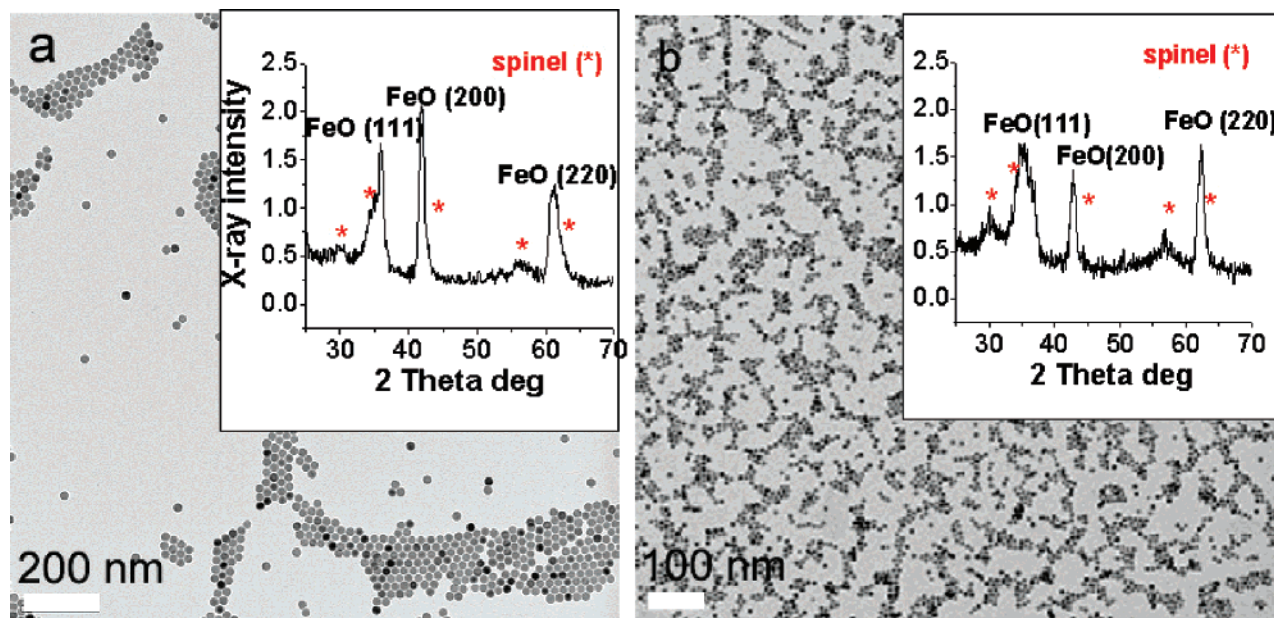 a
spinel (*)
FeO (200)
FeO (111)
FeO (220)
*
*
*
*
*
X-ray intensity
2.5
2.0
1.5
1.0
0.5
0.0
30 40 50 60 70
2 Theta deg
200 nm
b
spinel (*)
FeO(111)
FeO (220)
FeO(200)
*
*
*
*
*
2.5
2.0
1.5
1.0
0.5
0.0
30 40 50 60 70
2 Theta deg
100 nm